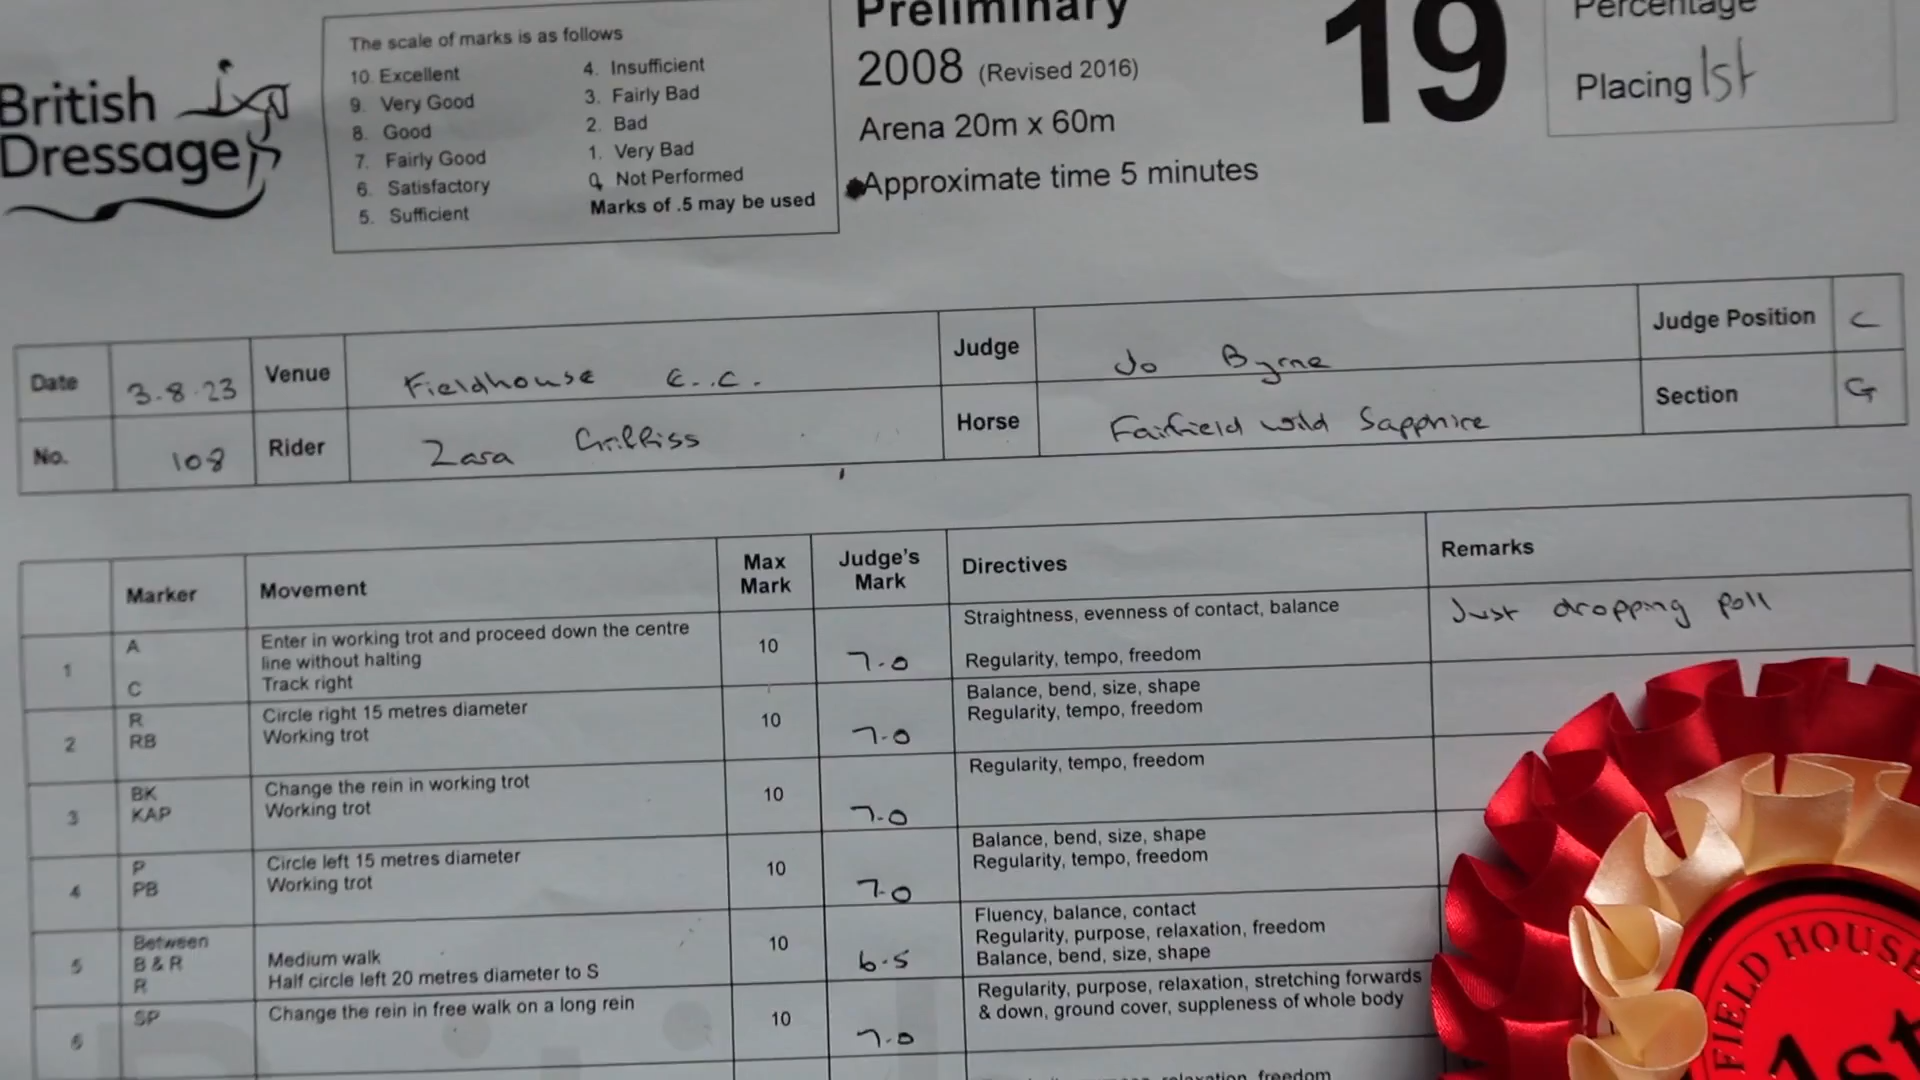 British
Dressage
The scale of marks is as follows
10. Excellent
9. Very Good
8. Good
7. Fairly Good
6. Satisfactory
5. Sufficient
4. Insufficient
3. Fairly Bad
2. Bad
1. Very Bad
0 Not Performed
Marks of .5 may be used
Preliminary
2008 (Revised 2016)
Arena 20m x 60m
Approximate time 5 minutes
19
Percentage
Placing 1st
Date 3.8.23 Venue Fieldhouse E.C. Judge Jo Byrne Judge Position C
No. 108 Rider Zara Horse Fairfield Wild Sapphire Section G
Marker Movement Max Mark Judge's Mark Directives Remarks
1 A Enter in working trot and proceed down the centre
line without halting
C Track right
10 7.0
Straightness, evenness of contact, balance
Regularity, tempo, freedom
Just dropping poll
2 R Circle right 15 metres diameter
RB Working trot
10 7.0
Balance, bend, size, shape
Regularity, tempo, freedom
3 BK Change the rein in working trot
KAP Working trot
10 7.0
Regularity, tempo, freedom
4 P Circle left 15 metres diameter
PB Working trot
10 7.0
Balance, bend, size, shape
Regularity, tempo, freedom
5 Between
B & R Medium walk
R Half circle left 20 metres diameter to S
10 6.5
Fluency, balance, contact
Regularity, purpose, relaxation, freedom
Balance, bend, size, shape
6 SP Change the rein in free walk on a long rein
10 7.0
Regularity, purpose, relaxation, stretching forwards
& down, ground cover, suppleness of whole body
relaxation, freedom
FIELD HOUSE
1st